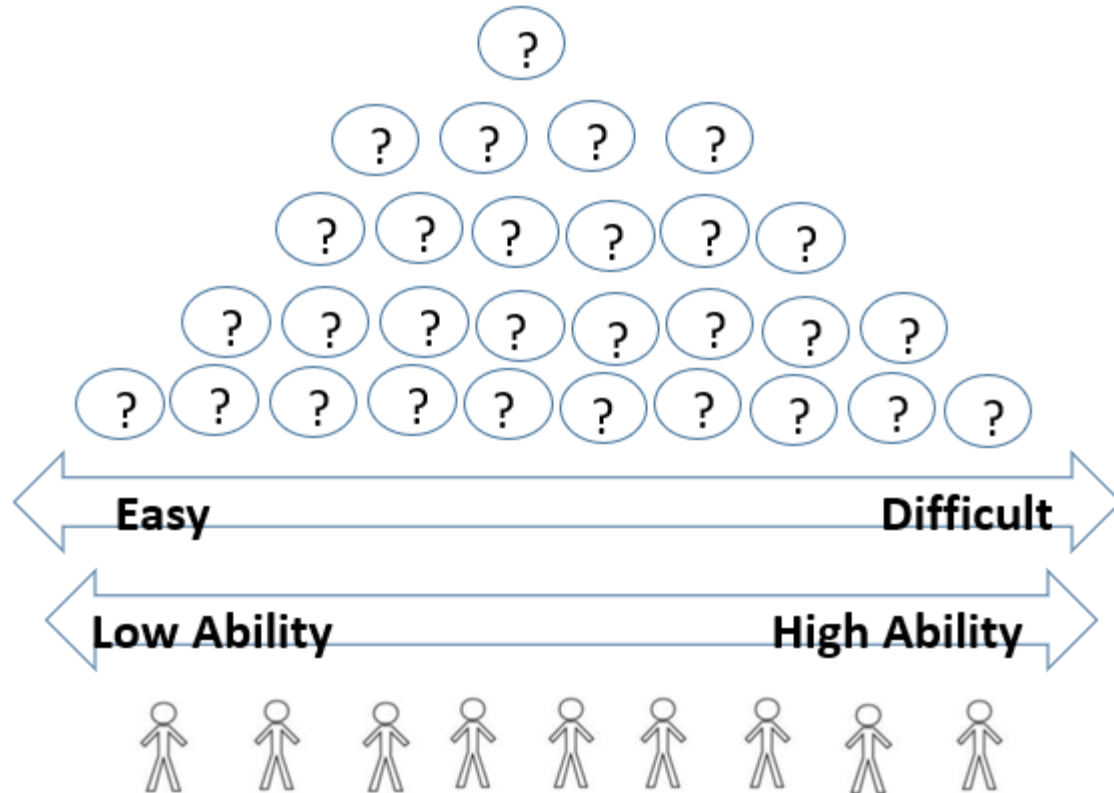 ?
? ? ? ?
? ? ? ? ? ?
? ? ? ? ? ? ? ?
? ? ? ? ? ? ? ? ? ?
Easy Difficult
Low Ability High Ability